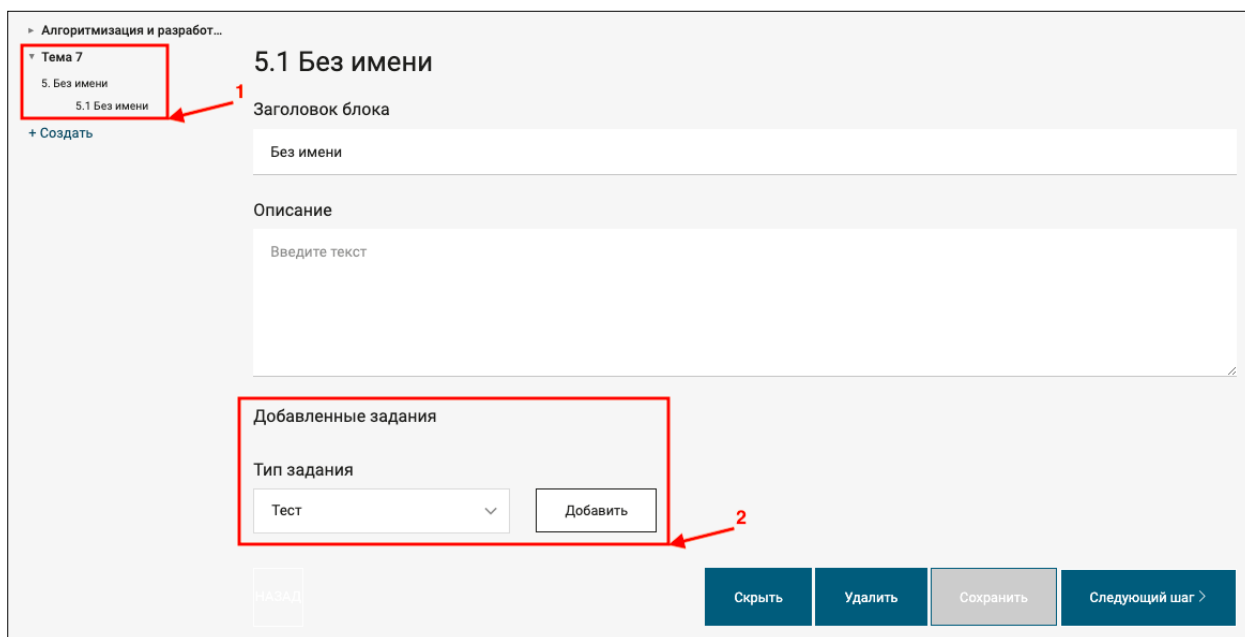 ▸ Алгоритмизация и разработ...
▾ Тема 7
5. Без имени
5.1 Без имени
+ Создать
1
5.1 Без имени
Заголовок блока
Без имени
Описание
Введите текст
Добавленные задания
Тип задания
Тест
Добавить
2
НАЗАД
Скрыть
Удалить
Сохранить
Следующий шаг >